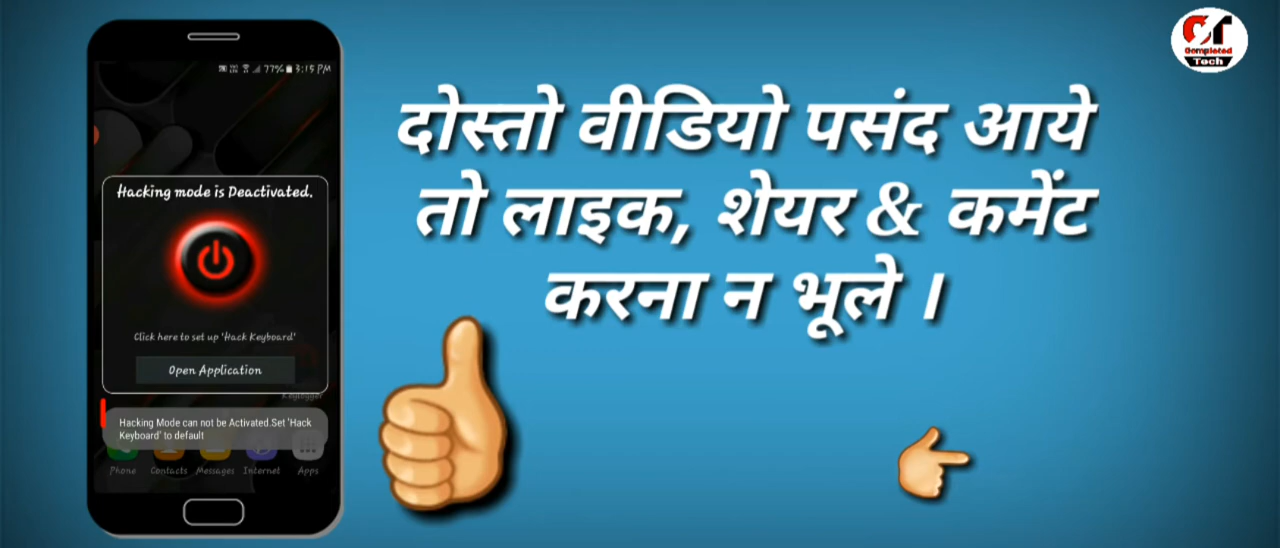 77% 3:15 PM
Hacking mode is Deactivated.
Click here to set up 'Hack Keyboard'
Open Application
Keylogger
Hacking Mode can not be Activated.Set 'Hack
Keyboard' to default
Phone Contacts Messages Internet Apps
दोस्तो वीडियो पसंद आये
तो लाइक, शेयर & कमेंट
करना न भूले ।
CT
Completed
Tech